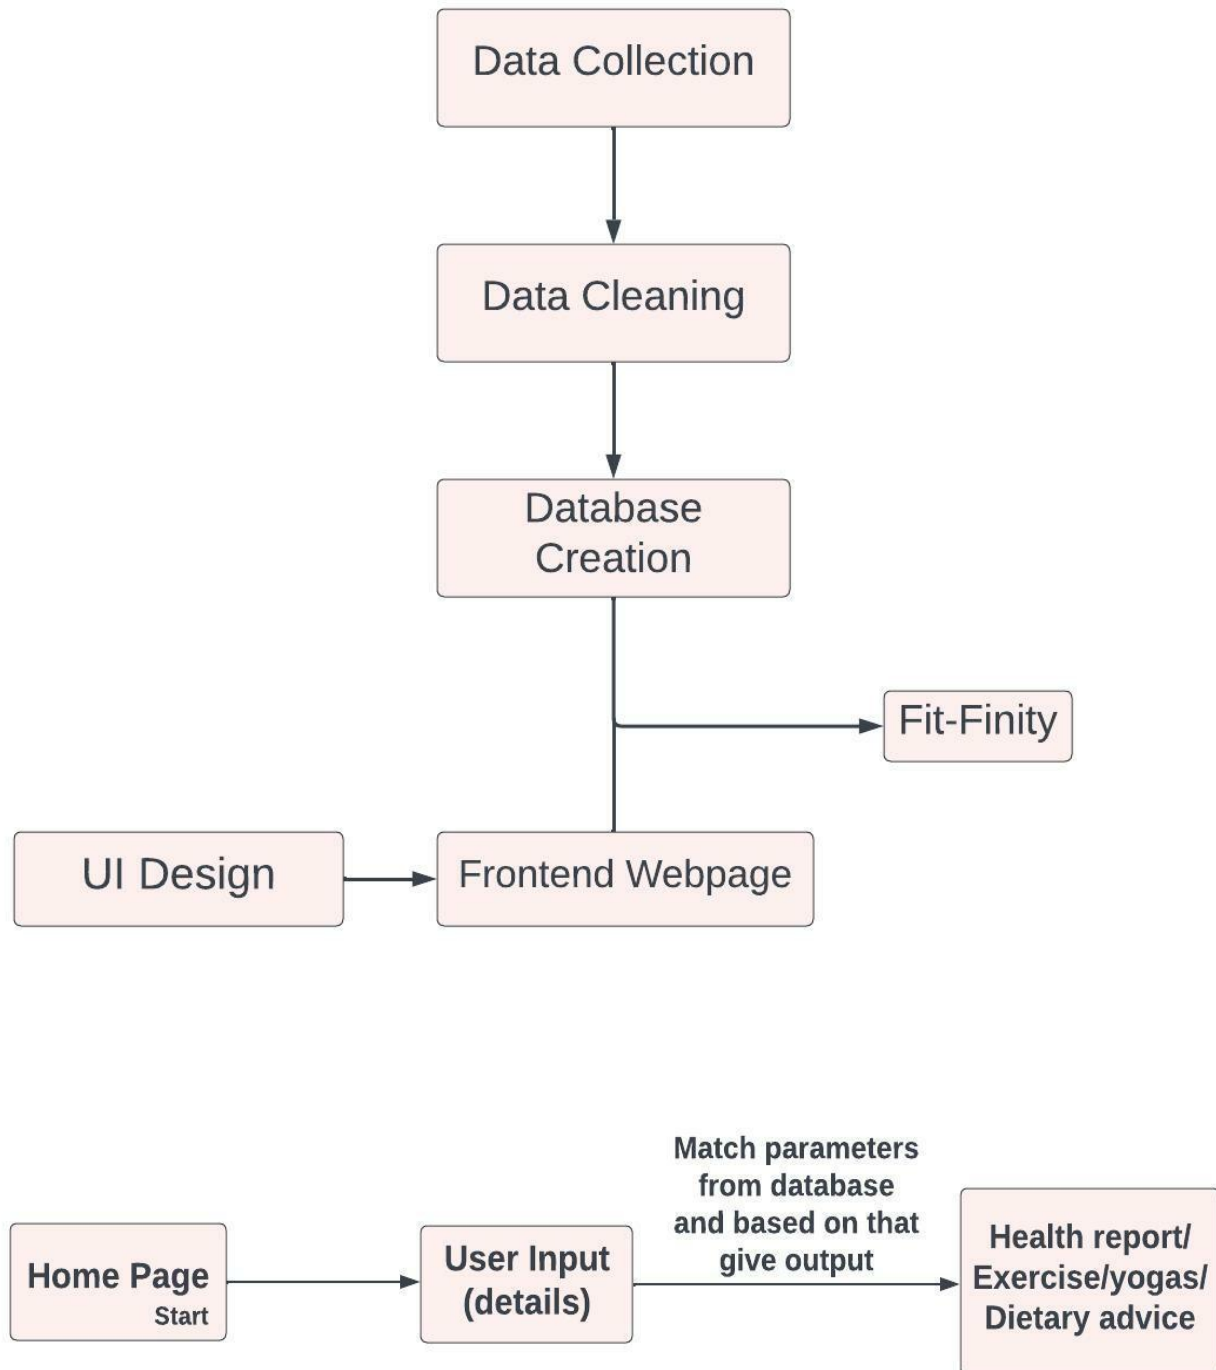 Data Collection
Data Cleaning
Database
Creation
Fit-Finity
UI Design
Frontend Webpage
Match parameters
from database
and based on that
give output
Home Page
Start
User Input
(details)
Health report/
Exercise/yogas/
Dietary advice